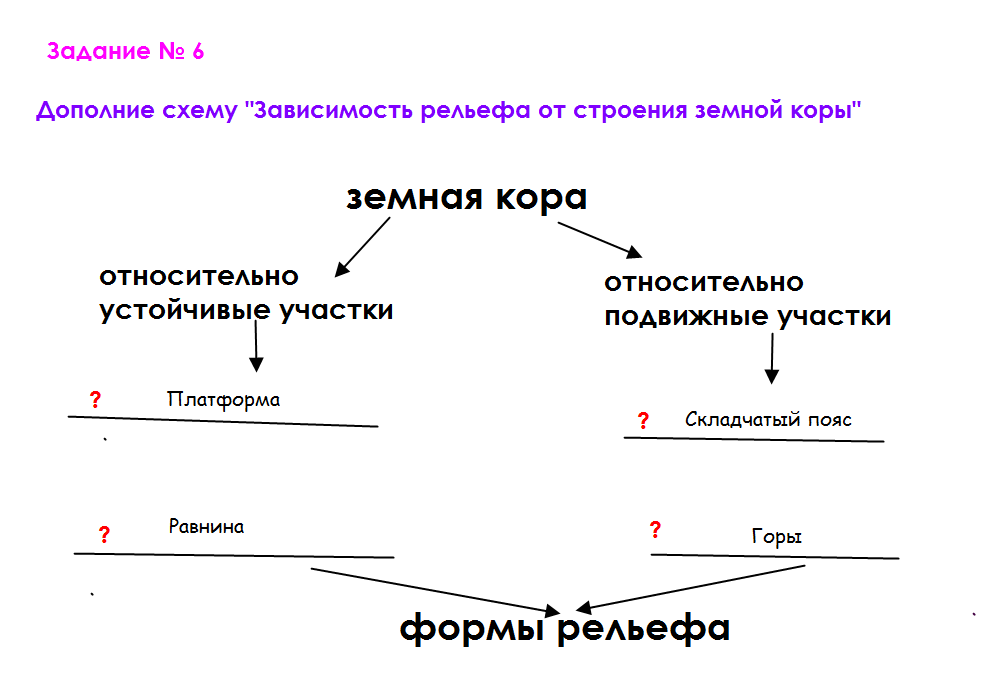 Задание № 6
Дополние схему "Зависимость рельефа от строения земной коры"
земная кора
относительно
устойчивые участки
относительно
подвижные участки
? Платформа
? Складчатый пояс
? Равнина
? Горы
формы рельефа